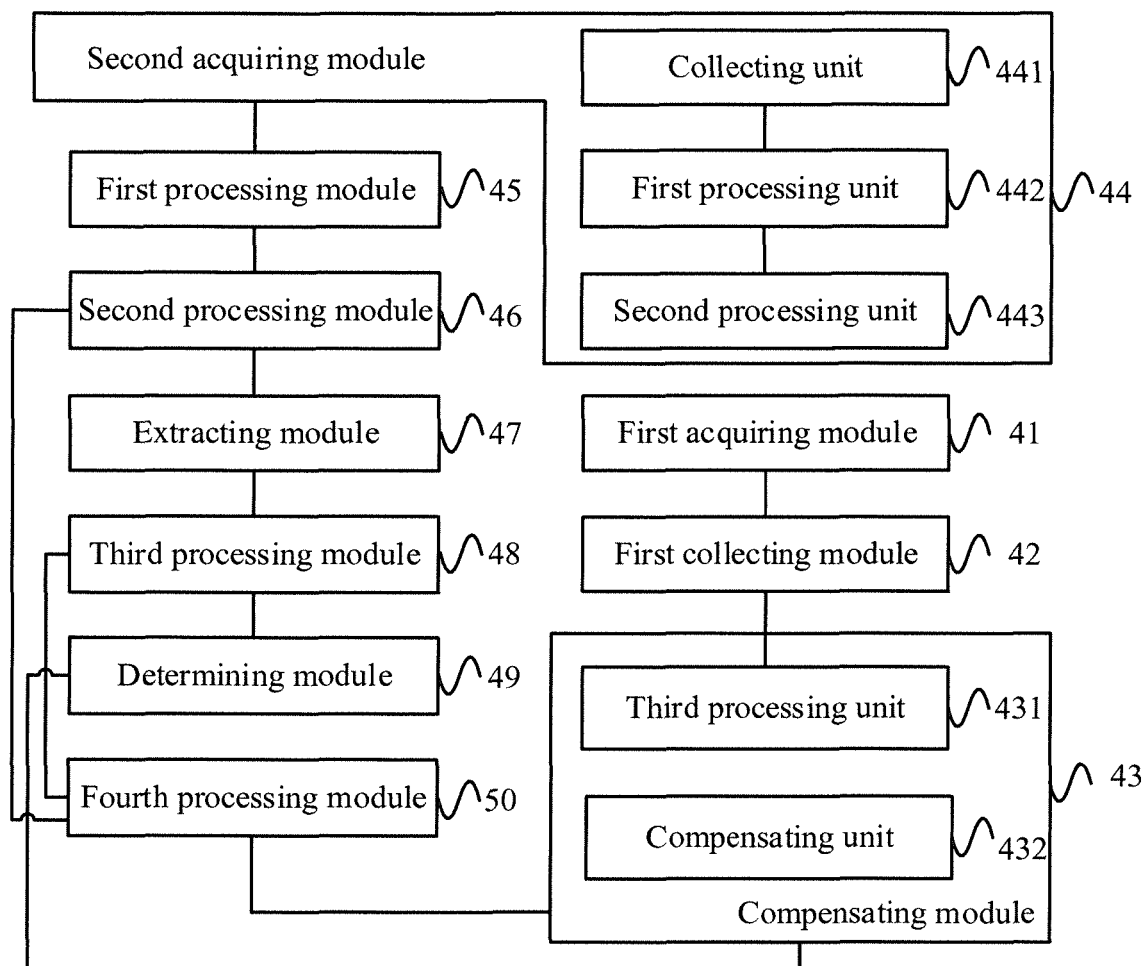 Second acquiring module
Collecting unit
441
First processing module
45
First processing unit
442
44
Second processing module
46
Second processing unit
443
Extracting module
47
First acquiring module
41
Third processing module
48
First collecting module
42
Determining module
49
Third processing unit
431
43
Fourth processing module
50
Compensating unit
432
Compensating module